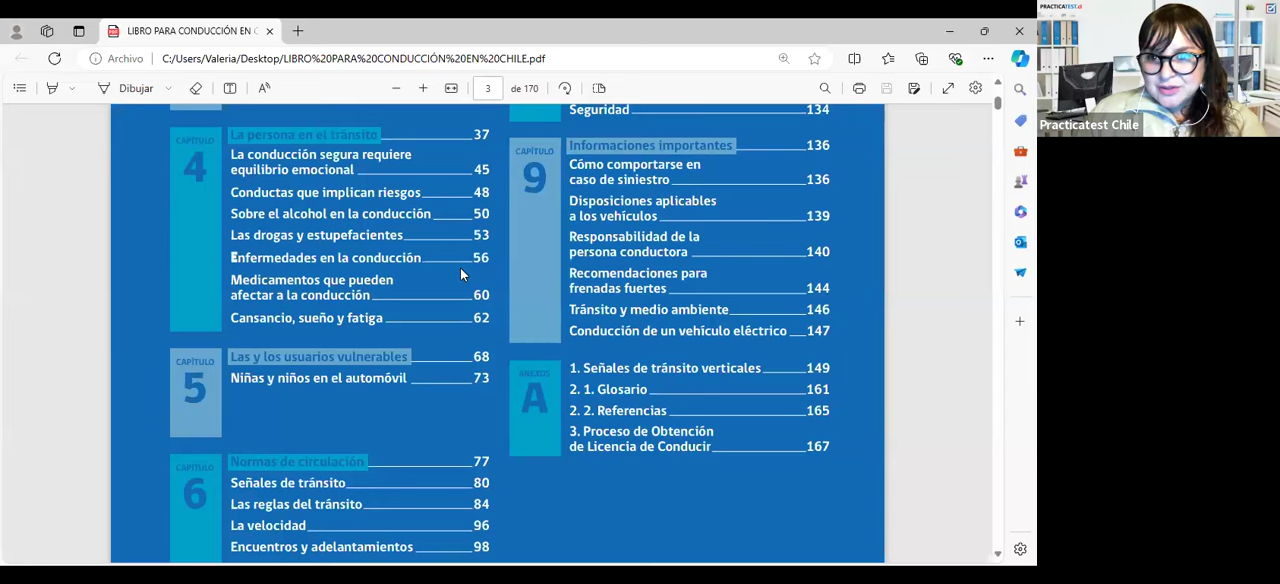 LIBRO PARA CONDUCCIÓN EN C
Archivo
C:/Users/Valeria/Desktop/LIBRO%20PARA%20CONDUCCIÓN%20EN%20CHILE.pdf
Dibujar
3
de 170
CAPÍTULO
4
La persona en el tránsito 37
La conducción segura requiere
equilibrio emocional 45
Conductas que implican riesgos 48
Sobre el alcohol en la conducción 50
Las drogas y estupefacientes 53
Enfermedades en la conducción 56
Medicamentos que pueden
afectar a la conducción 60
Cansancio, sueño y fatiga 62
CAPÍTULO
5
Las y los usuarios vulnerables 68
Niñas y niños en el automóvil 73
CAPÍTULO
6
Normas de circulación 77
Señales de tránsito 80
Las reglas del tránsito 84
La velocidad 96
Encuentros y adelantamientos 98
Seguridad 134
CAPÍTULO
9
Informaciones importantes 136
Cómo comportarse en
caso de siniestro 136
Disposiciones aplicables
a los vehículos 139
Responsabilidad de la
persona conductora 140
Recomendaciones para
frenadas fuertes 144
Tránsito y medio ambiente 146
Conducción de un vehículo eléctrico 147
ANEXOS
A
1. Señales de tránsito verticales 149
2. 1. Glosario 161
2. 2. Referencias 165
3. Proceso de Obtención
de Licencia de Conducir 167
PRACTICATEST.cl
Practicatest Chile